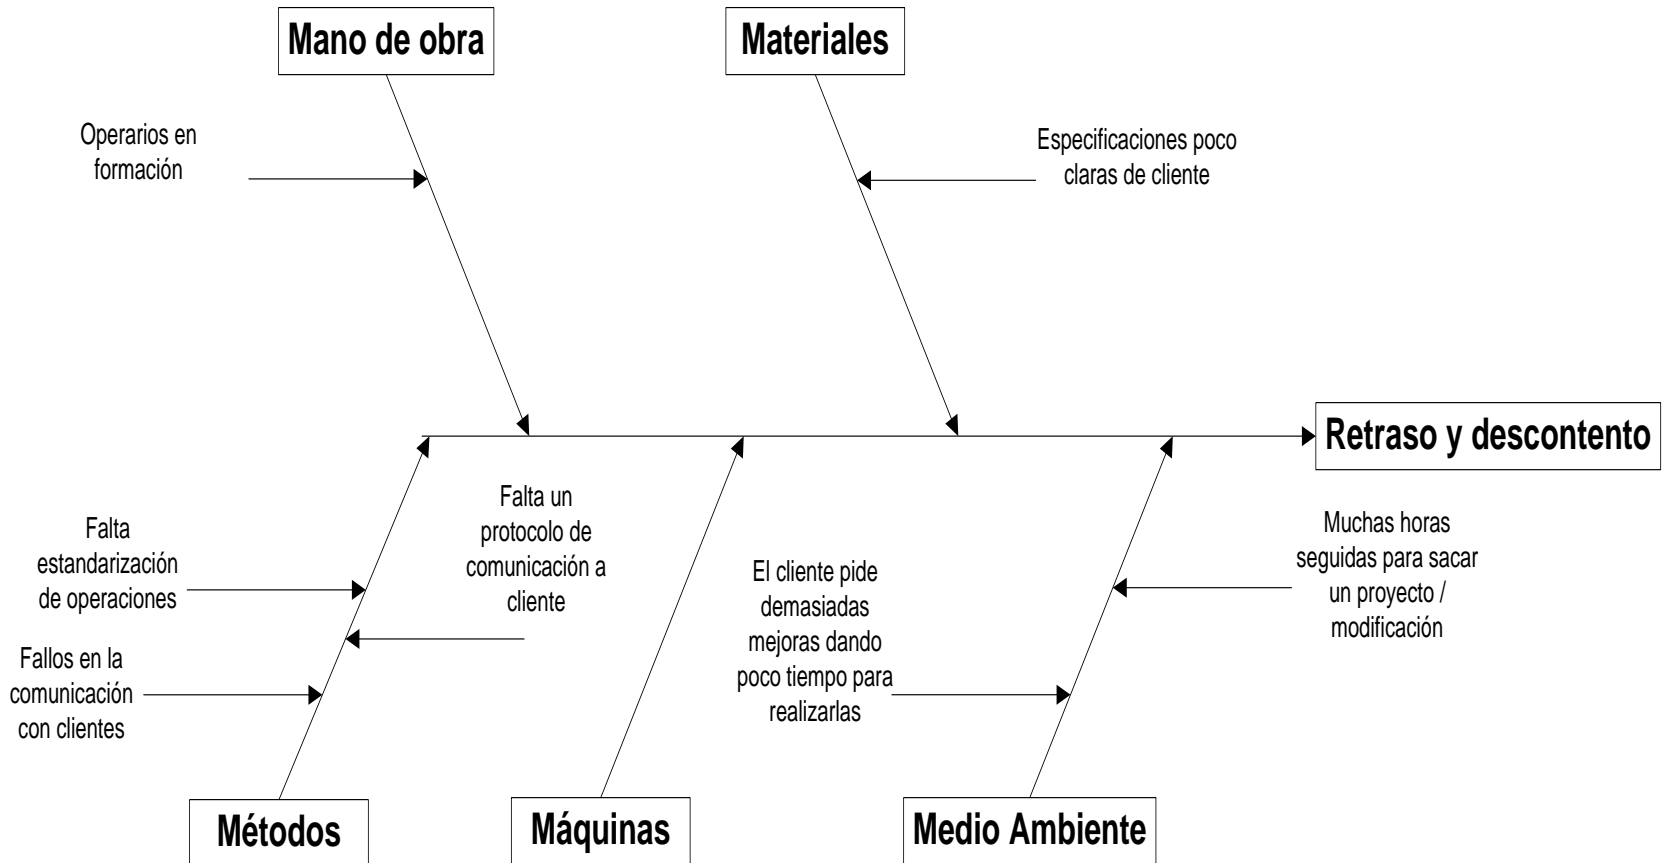 Mano de obra
Materiales
Operarios en
formación
Especificaciones poco
claras de cliente
Retraso y descontento
Falta un
protocolo de
comunicación a
cliente
Falta
estandarización
de operaciones
Fallos en la
comunicación
con clientes
El cliente pide
demasiadas
mejoras dando
poco tiempo para
realizarlas
Muchas horas
seguidas para sacar
un proyecto /
modificación
Métodos
Máquinas
Medio Ambiente